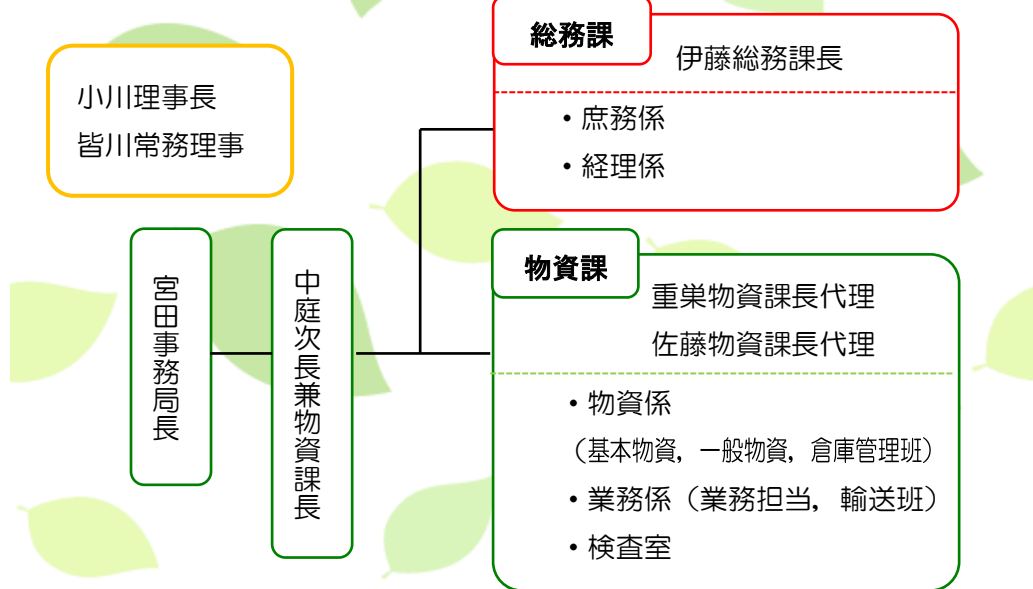 小川理事長
皆川常務理事
宮田事務局長
中庭次長兼物資課長
総務課
伊藤総務課長
・庶務係
・経理係
物資課
重巣物資課長代理
佐藤物資課長代理
・物資係
（基本物資，一般物資，倉庫管理班）
・業務係（業務担当，輸送班）
・検査室